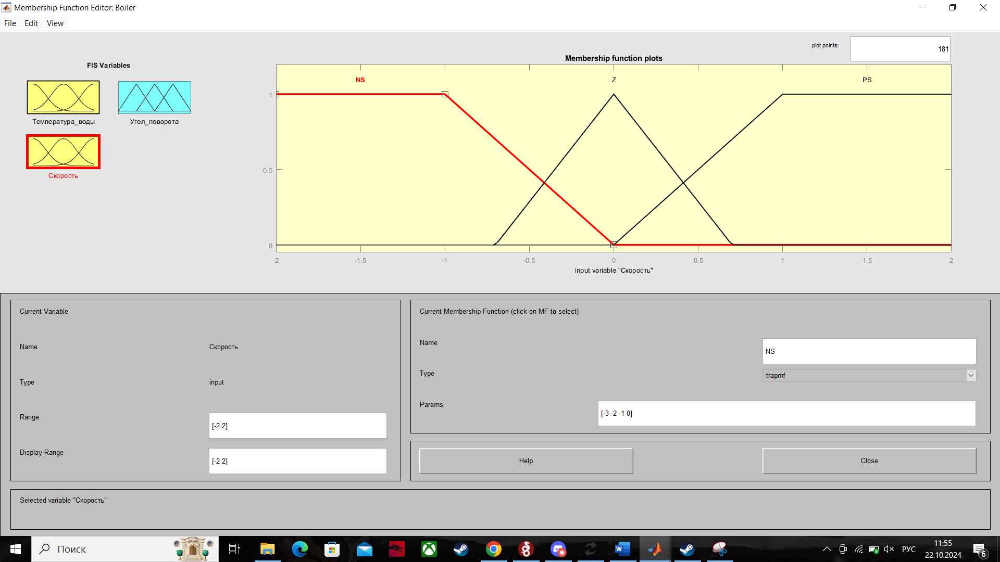 Membership Function Editor: Boiler
File Edit View
plot points: 181
FIS Variables
Температура_воды
Угол_поворота
Скорость
Membership function plots
NS Z PS
1
0.5
0
-2 -1.5 -1 -0.5 0 0.5 1 1.5 2
input variable "Скорость"
Current Variable
Name Скорость
Type input
Range [-2 2]
Display Range [-2 2]
Current Membership Function (click on MF to select)
Name NS
Type trapmf
Params [-3 -2 -1 0]
Help Close
Selected variable "Скорость"
Поиск
РУС
11:55
22.10.2024
6